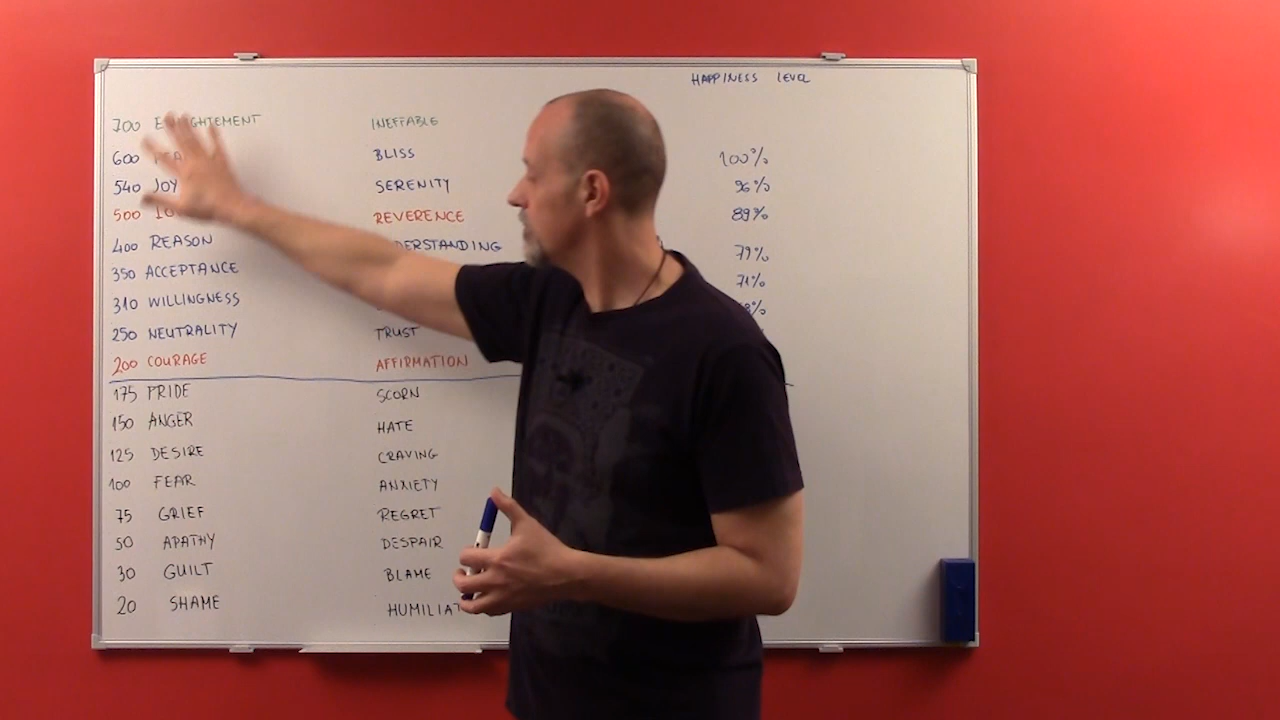 HAPPINESS LEVEL
700 INEFFABLE
600 BLISS 100%
540 JOY SERENITY 96%
500 REVERENCE 89%
400 REASON 79%
350 ACCEPTANCE 71%
310 WILLINGNESS
250 NEUTRALITY TRUST
200 COURAGE AFFIRMATION
175 PRIDE SCORN
150 ANGER HATE
125 DESIRE CRAVING
100 FEAR ANXIETY
75 GRIEF REGRET
50 APATHY DESPAIR
30 GUILT BLAME
20 SHAME